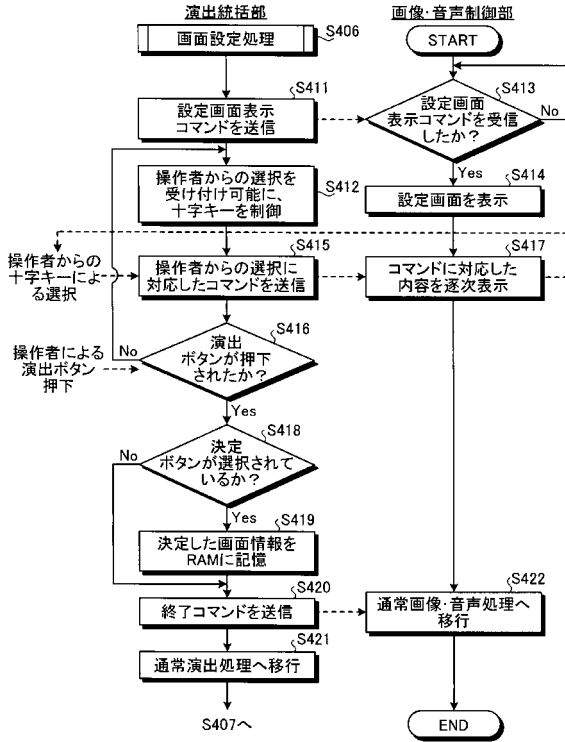 演出統括部
画像・音声制御部
画面設定処理
S406
START
S411
設定画面表示
コマンドを送信
S413
設定画面
表示コマンドを受信
したか？
No
Yes
操作者からの選択を
受け付け可能に、
十字キーを制御
S412
S414
設定画面を表示
操作者からの
十字キーによ
る選択
S415
操作者からの選択に
対応したコマンドを送信
S417
コマンドに対応した
内容を逐次表示
S416
演出
ボタンが押下
されたか？
No
操作者による
演出ボタン
押下
Yes
S418
決定
ボタンが選択されて
いるか？
No
Yes
S419
決定した画面情報を
RAMに記憶
S420
終了コマンドを送信
S422
通常画像・音声処理へ
移行
S421
通常演出処理へ移行
S407へ
END